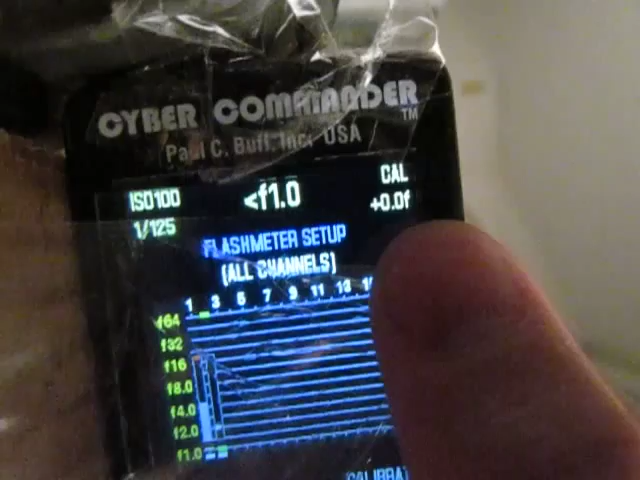 CYBER COMMANDER
TM
Paul C. Buff, Inc. USA
ISO100 <f1.0 CAL
1/125 +0.0f
FLASHMETER SETUP
(ALL CHANNELS)
1 3 5 7 9 11 13
f64
f32
f16
f8.0
f4.0
f2.0
f1.0